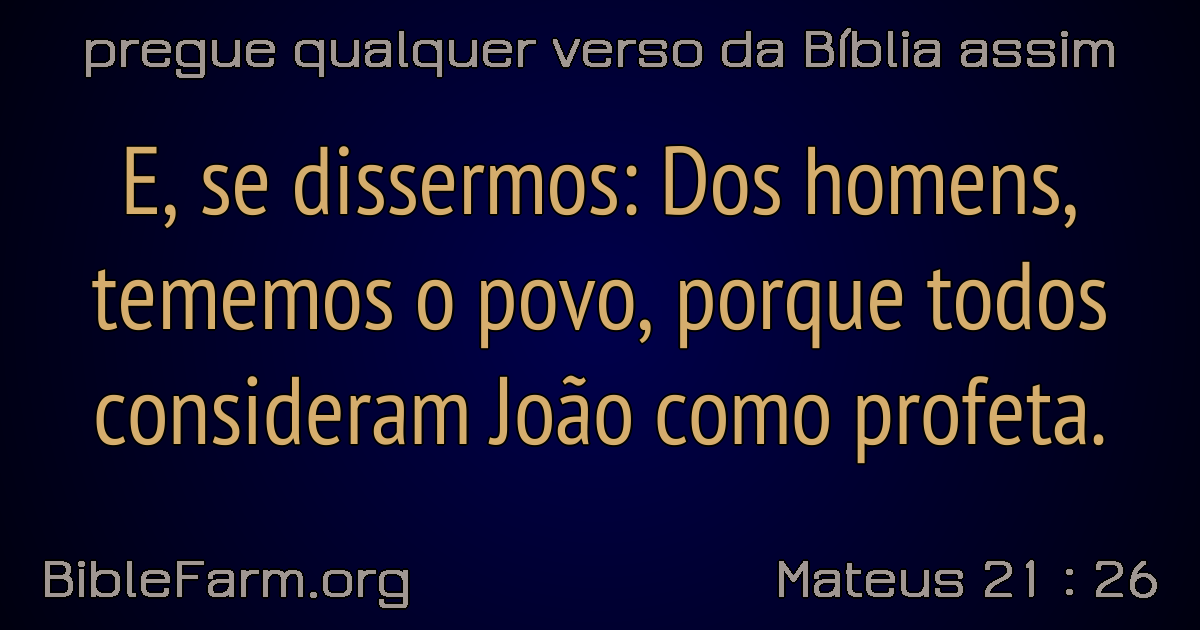 pregue qualquer verso da Bíblia assim
E, se dissermos: Dos homens,
tememos o povo, porque todos
consideram João como profeta.
BibleFarm.org
Mateus 21 : 26